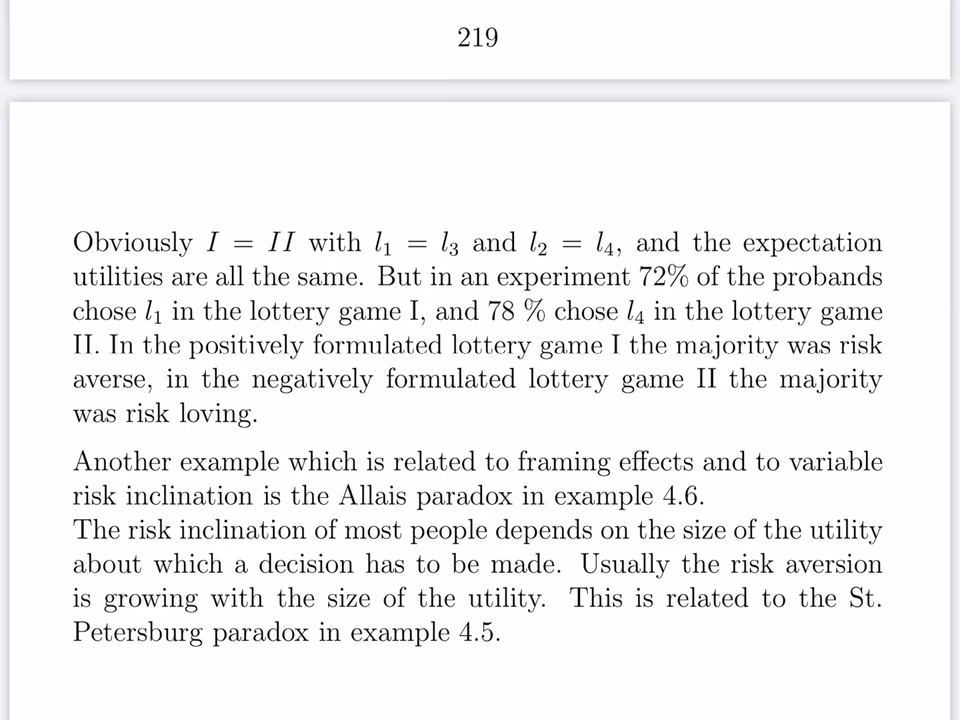 219
Obviously I = II with l₁ = l₃ and l₂ = l₄, and the expectation
utilities are all the same. But in an experiment 72% of the probands
chose l₁ in the lottery game I, and 78 % chose l₄ in the lottery game
II. In the positively formulated lottery game I the majority was risk
averse, in the negatively formulated lottery game II the majority
was risk loving.
Another example which is related to framing effects and to variable
risk inclination is the Allais paradox in example 4.6.
The risk inclination of most people depends on the size of the utility
about which a decision has to be made. Usually the risk aversion
is growing with the size of the utility. This is related to the St.
Petersburg paradox in example 4.5.